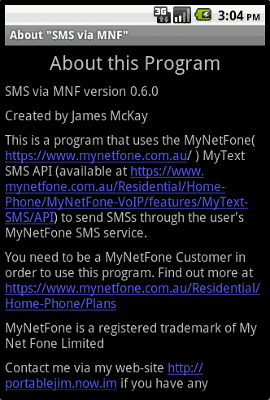 3G 3:04 PM
About "SMS via MNF"
About this Program
SMS via MNF version 0.6.0
Created by James McKay
This is a program that uses the MyNetFone(
https://www.mynetfone.com.au/ ) MyText
SMS API (available at https://www.
mynetfone.com.au/Residential/Home-
Phone/MyNetFone-VoIP/features/MyText-
SMS/API) to send SMSs through the user's
MyNetFone SMS service.
You need to be a MyNetFone Customer in
order to use this program. Find out more at
https://www.mynetfone.com.au/Residential/
Home-Phone/Plans
MyNetFone is a registered trademark of My
Net Fone Limited
Contact me via my web-site http://
portablejim.now.im if you have any